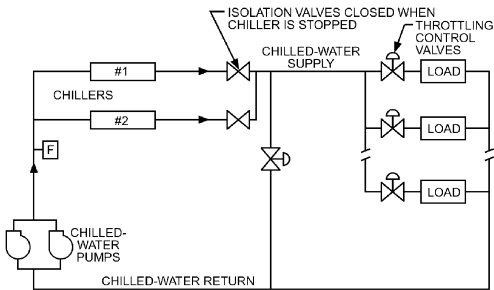 ISOLATION VALVES CLOSED WHEN
CHILLER IS STOPPED
THROTTLING
CONTROL
VALVES
CHILLED-WATER
SUPPLY
#1
LOAD
CHILLERS
#2
LOAD
F
LOAD
CHILLED-
WATER
PUMPS
CHILLED-WATER RETURN